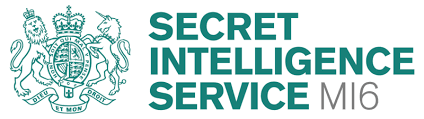 SECRET
INTELLIGENCE
SERVICE MI6
DIEU ET MON DROIT